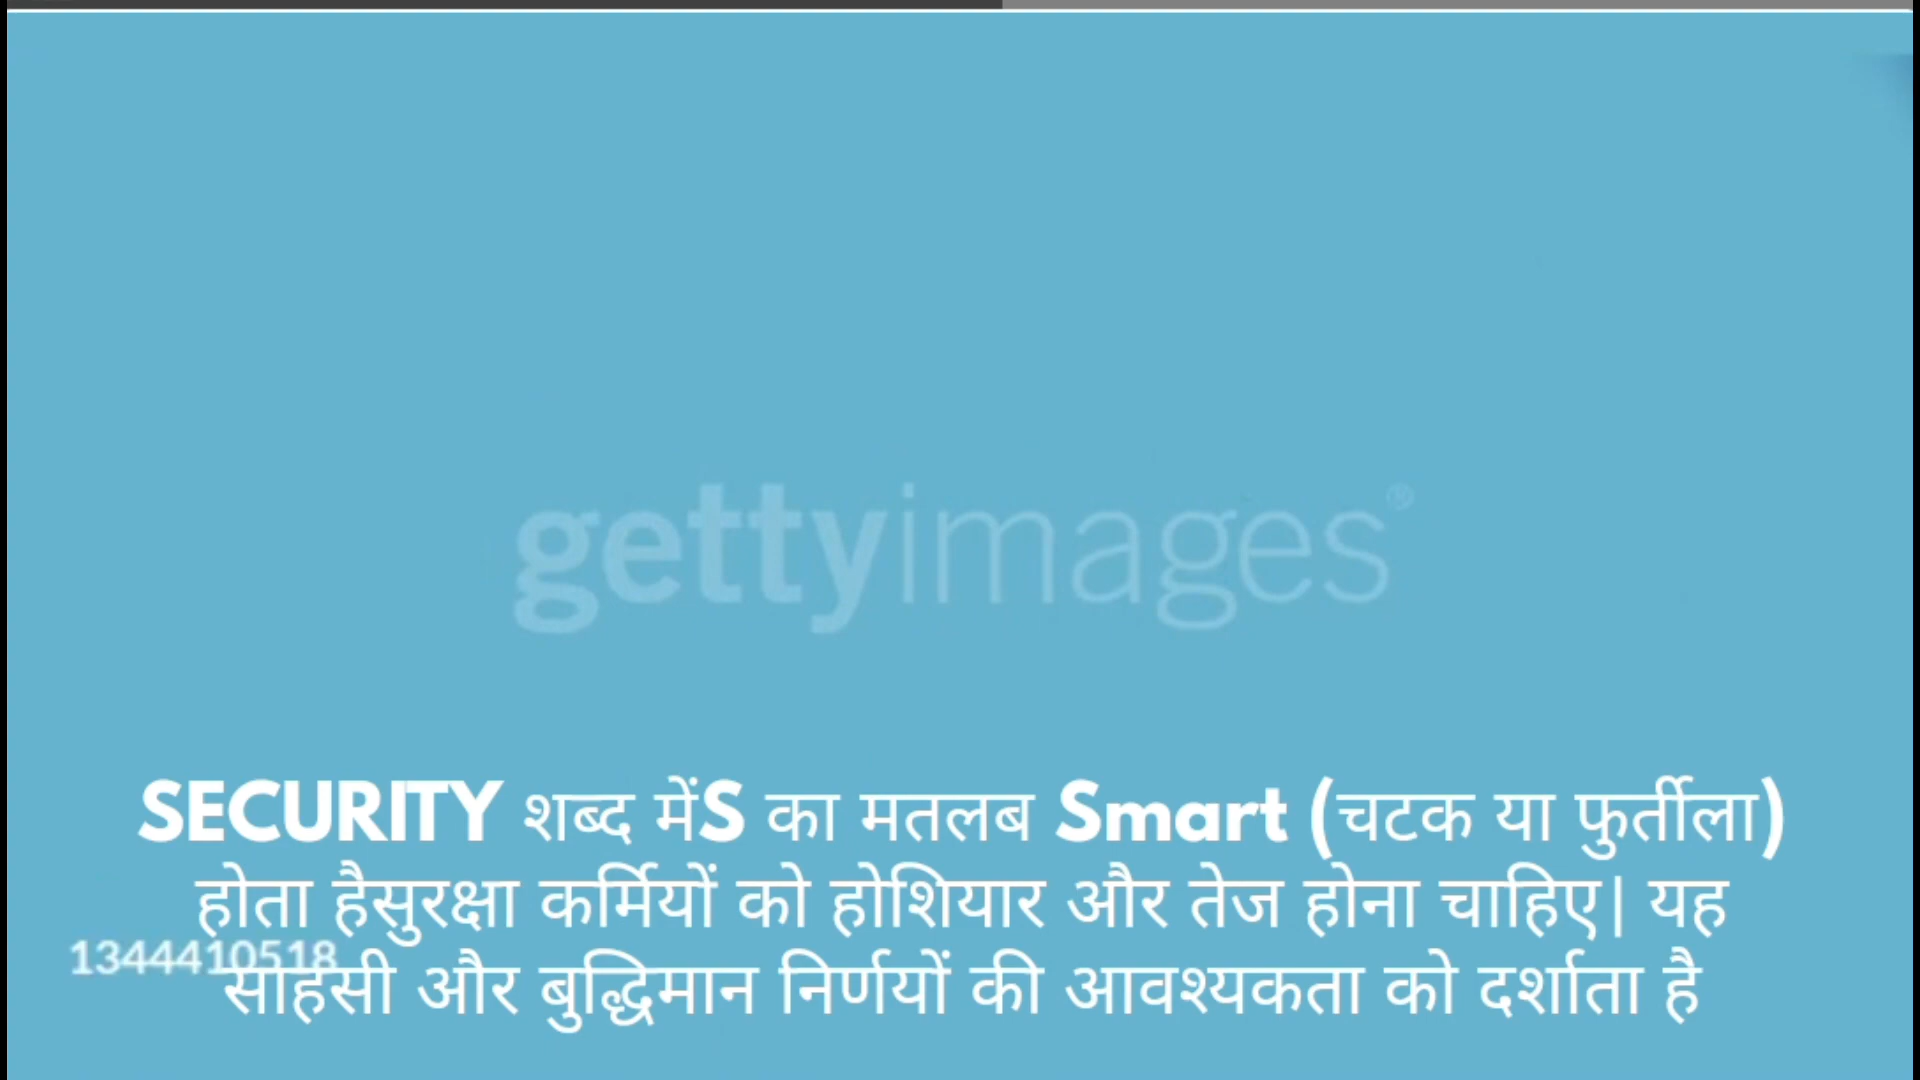 gettyimages®
SECURITY शब्द मेंS का मतलब Smart (चटक या फुर्तीला)
होता हैसुरक्षा कर्मियों को होशियार और तेज होना चाहिए| यह
1344410518
साहसी और बुद्धिमान निर्णयों की आवश्यकता को दर्शाता है